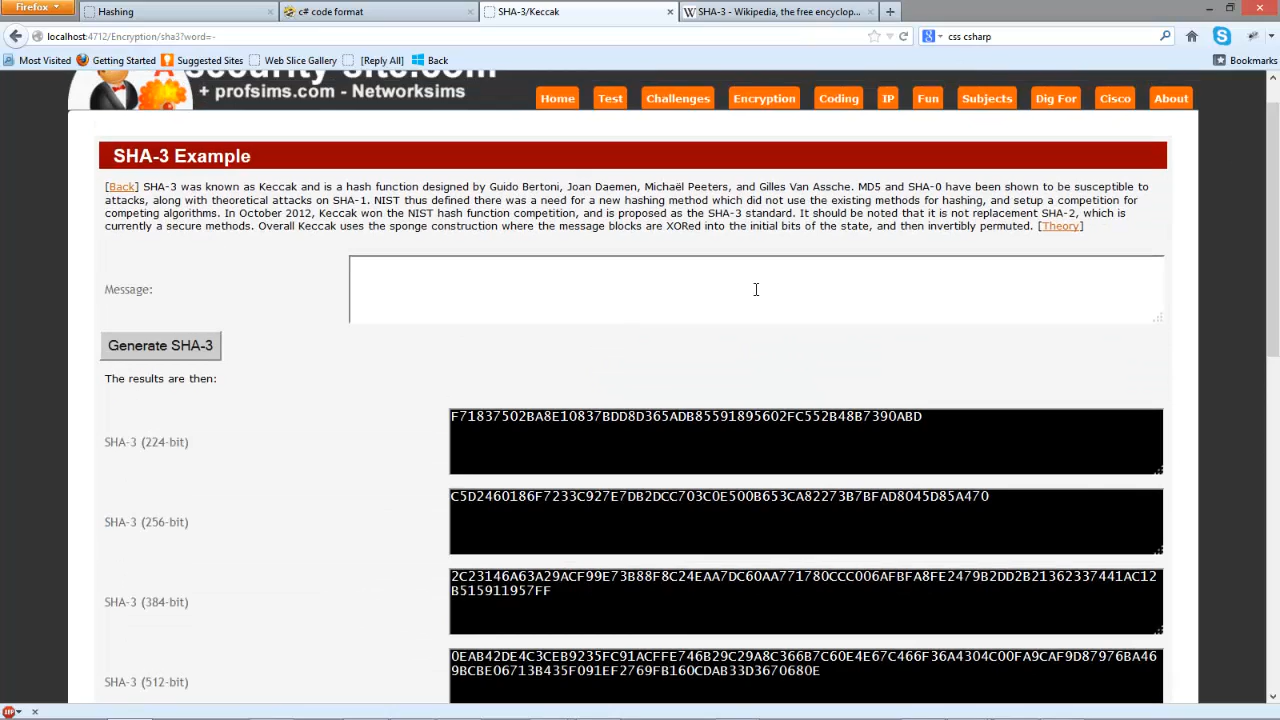 Firefox
Hashing
c# code format
SHA-3/Keccak
SHA-3 - Wikipedia, the free encyclop...
localhost:4712/Encryption/sha3?word=-
css csharp
Most Visited
Getting Started
Suggested Sites
Web Slice Gallery
[Reply All]
Back
Bookmarks
security-site.com
+ profsims.com - Networksims
Home
Test
Challenges
Encryption
Coding
IP
Fun
Subjects
Dig For
Cisco
About
SHA-3 Example
[Back] SHA-3 was known as Keccak and is a hash function designed by Guido Bertoni, Joan Daemen, Michaël Peeters, and Gilles Van Assche. MD5 and SHA-0 have been shown to be susceptible to
attacks, along with theoretical attacks on SHA-1. NIST thus defined there was a need for a new hashing method which did not use the existing methods for hashing, and setup a competition for
competing algorithms. In October 2012, Keccak won the NIST hash function competition, and is proposed as the SHA-3 standard. It should be noted that it is not replacement SHA-2, which is
currently a secure methods. Overall Keccak uses the sponge construction where the message blocks are XORed into the initial bits of the state, and then invertibly permuted. [Theory]
Message:
Generate SHA-3
The results are then:
SHA-3 (224-bit)
F71837502BA8E10837BDD8D365ADB85591895602FC552B48B7390ABD
SHA-3 (256-bit)
C5D2460186F7233C927E7DB2DCC703C0E500B653CA82273B7BFAD8045D85A470
SHA-3 (384-bit)
2C23146A63A29ACF99E73B88F8C24EAA7DC60AA771780CCC006AFBFA8FE2479B2DD2B21362337441AC12
B515911957FF
SHA-3 (512-bit)
0EAB42DE4C3CEB9235FC91ACFFE746B29C29A8C366B7C60E4E67C466F36A4304C00FA9CAF9D87976BA46
9BCBE06713B435F091EF2769FB160CDAB33D3670680E